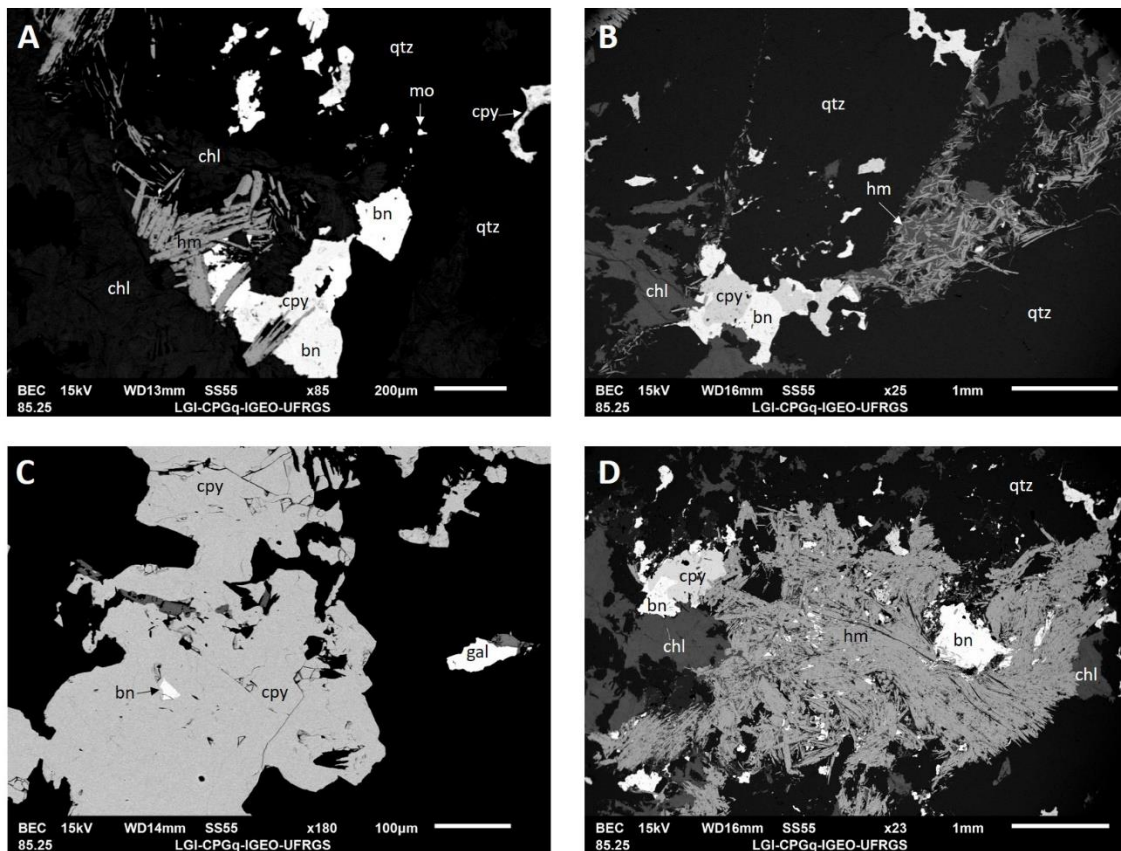 A
qtz
mo
cpy
chl
bn
hm
qtz
chl
cpy
bn
BEC 15kV WD13mm SS55 x85 200µm
85.25 LGI-CPGq-IGEO-UFRGS
B
qtz
hm
chl
cpy
bn
qtz
BEC 15kV WD16mm SS55 x25 1mm
85.25 LGI-CPGq-IGEO-UFRGS
C
cpy
gal
bn
cpy
BEC 15kV WD14mm SS55 x180 100µm
85.25 LGI-CPGq-IGEO-UFRGS
D
qtz
cpy
bn
chl
hm
bn
chl
BEC 15kV WD16mm SS55 x23 1mm
85.25 LGI-CPGq-IGEO-UFRGS